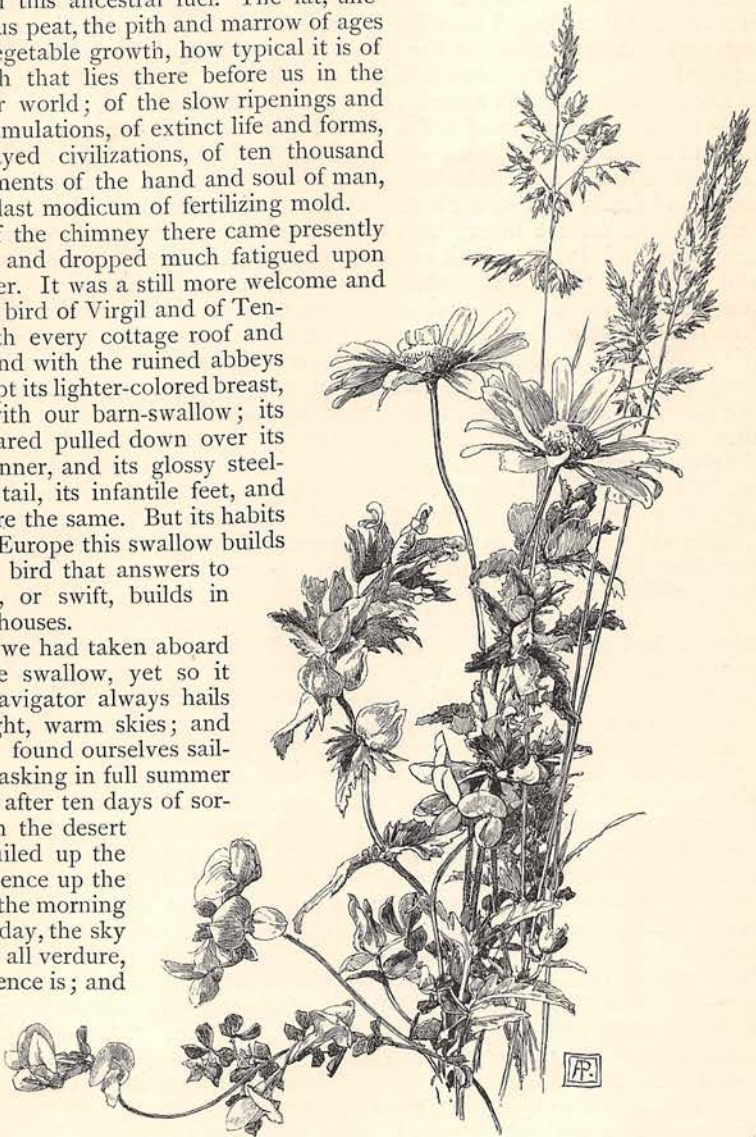 this ancestral fuel. The fat, unc-
us peat, the pith and marrow of ages
egetable growth, how typical it is of
h that lies there before us in the
r world; of the slow ripenings and
mulations, of extinct life and forms,
ayed civilizations, of ten thousand
ments of the hand and soul of man,
last modicum of fertilizing mold.
f the chimney there came presently
and dropped much fatigued upon
er. It was a still more welcome and
bird of Virgil and of Ten-
th every cottage roof and
nd with the ruined abbeys
pt its lighter-colored breast,
with our barn-swallow; its
ared pulled down over its
nner, and its glossy steel-
tail, its infantile feet, and
re the same. But its habits
Europe this swallow builds
bird that answers to
, or swift, builds in
houses.
we had taken aboard
e swallow, yet so it
avigator always hails
ght, warm skies; and
found ourselves sail-
asking in full summer
after ten days of sor-
n the desert
iled up the
ence up the
the morning
day, the sky
all verdure,
ence is; and
AP.